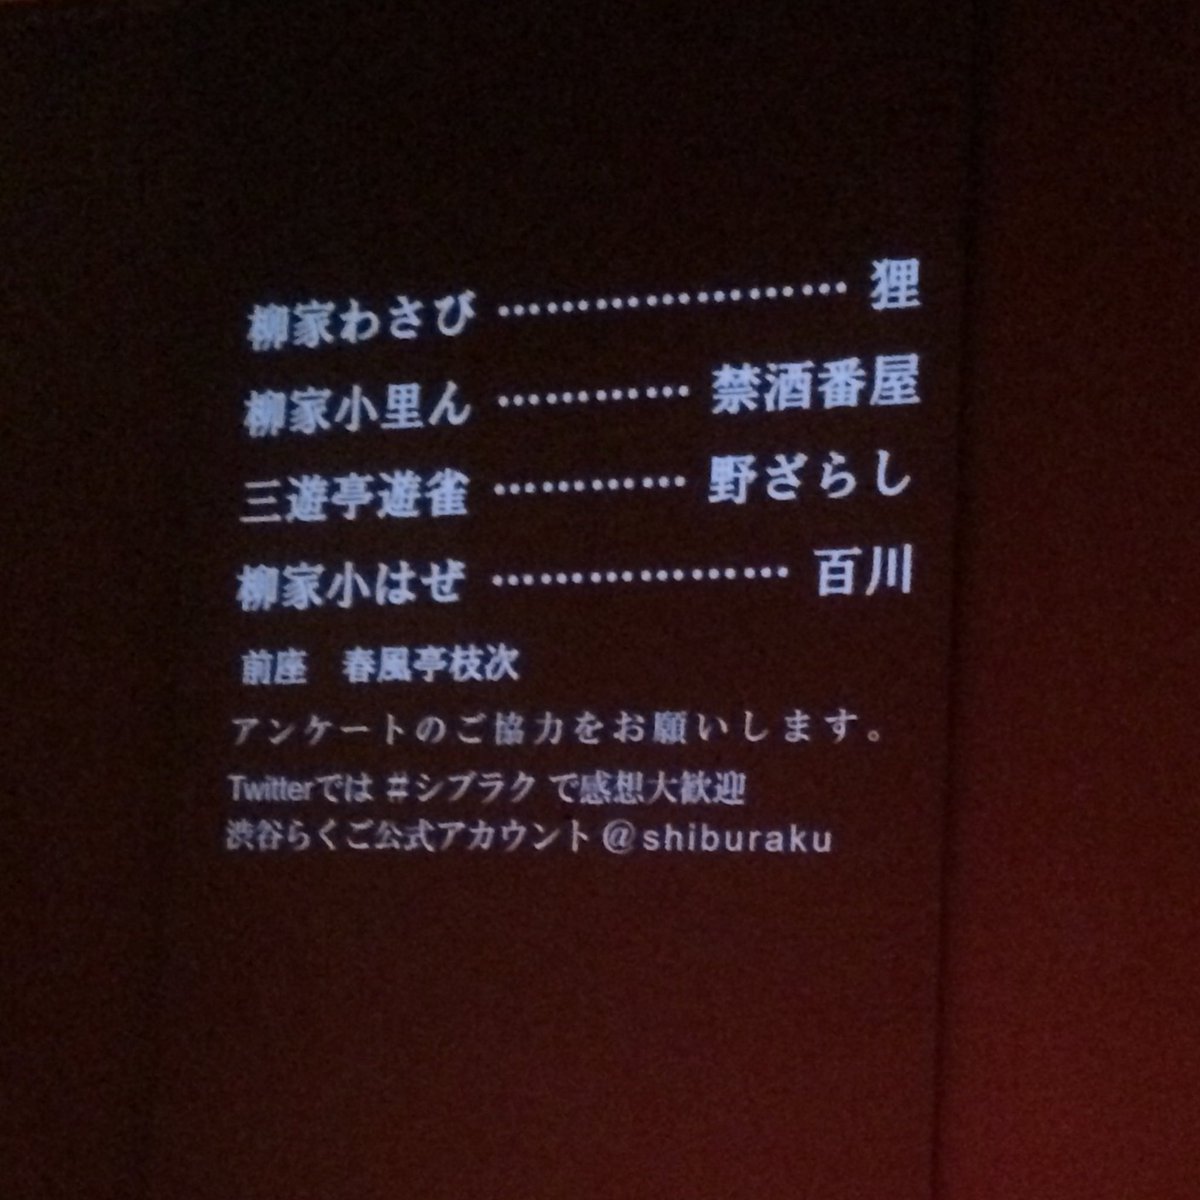 柳家わさび……………………狸
柳家小里ん…………禁酒番屋
三遊亭遊雀…………野ざらし
柳家小はぜ…………………百川
前座　春風亭枝次
アンケートのご協力をお願いします。
Twitterでは #シブラク で感想大歓迎
渋谷らくご公式アカウント @shiburaku